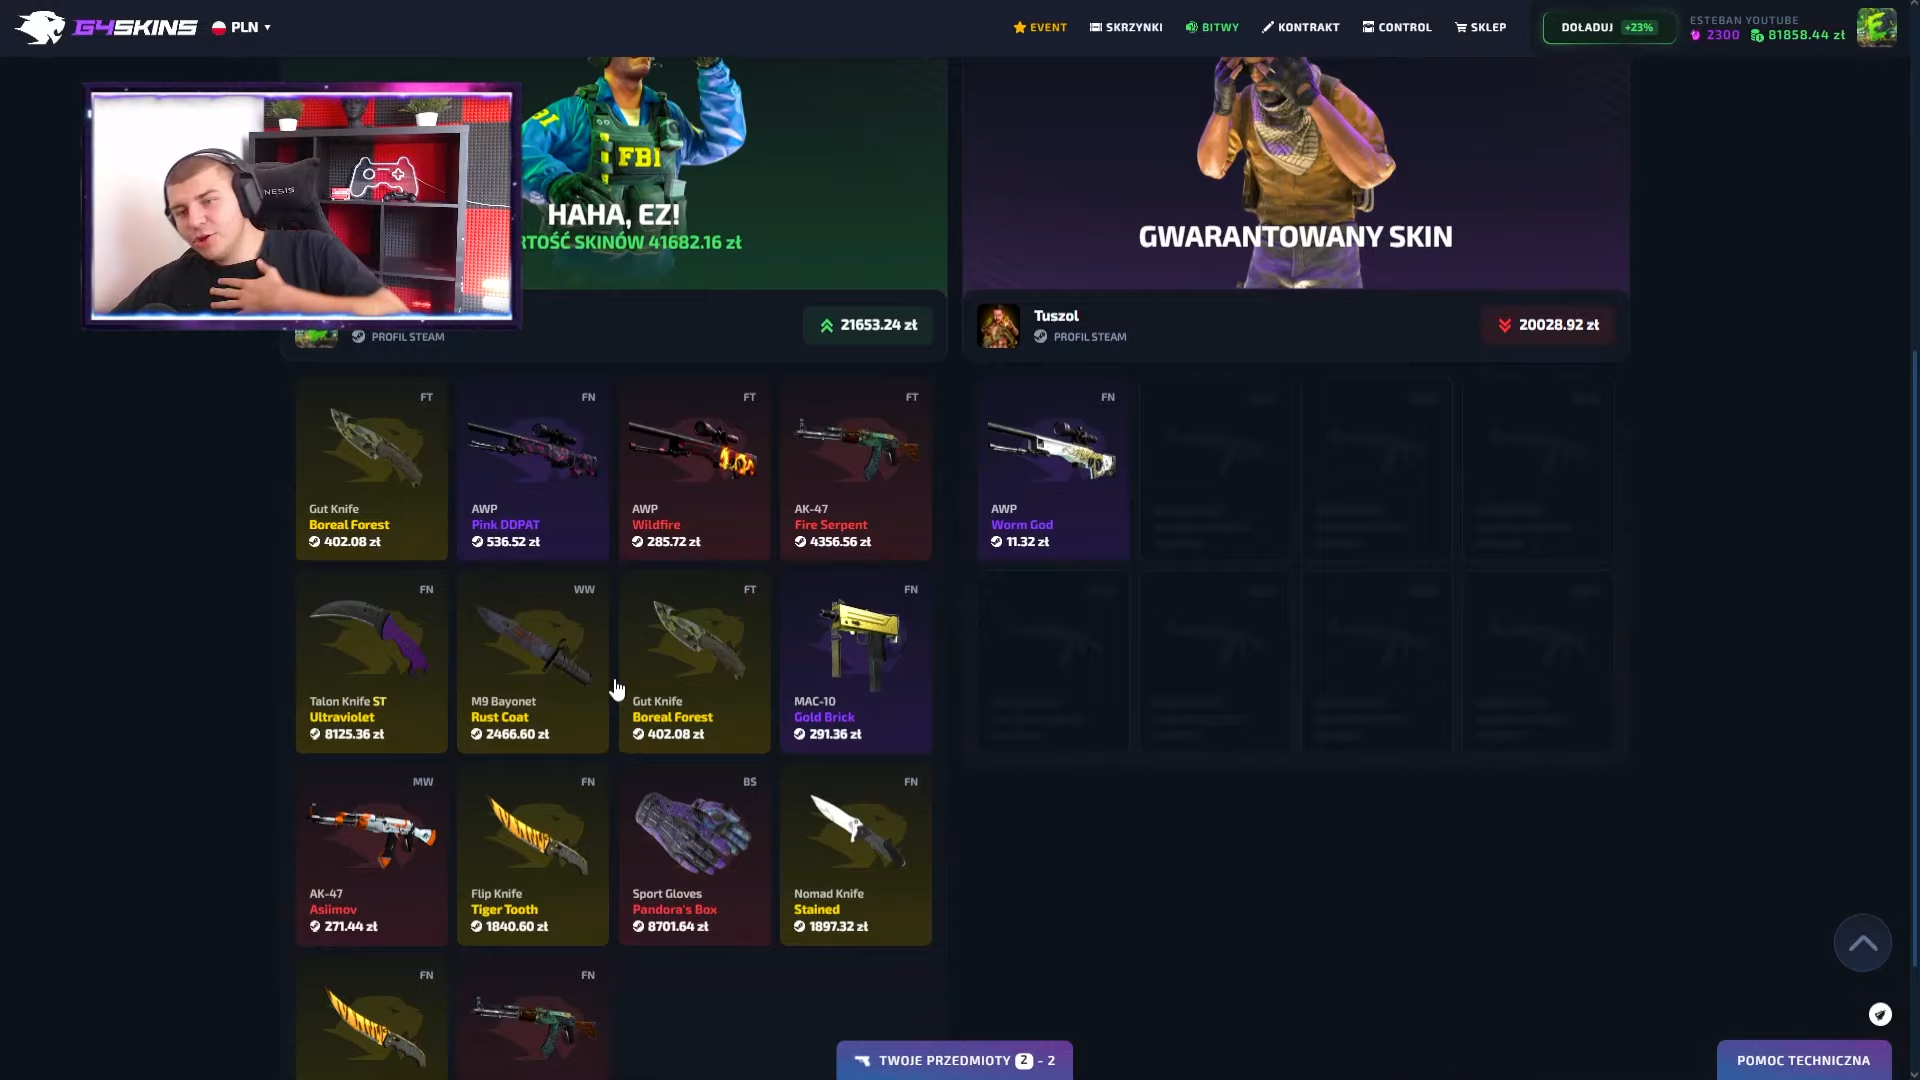 G4SKINS
PLN
EVENT
SKRZYNKI
BITWY
KONTRAKT
CONTROL
SKLEP
DOŁADUJ +23%
ESTEBAN YOUTUBE
2300 81858.44 zł
NESIS
FBI
HAHA, EZ!
RTOŚĆ SKINÓW 41682.16 zł
GWARANTOWANY SKIN
PROFIL STEAM
21653.24 zł
Tuszol
PROFIL STEAM
20028.92 zł
FT
Gut Knife
Boreal Forest
402.08 zł
FN
AWP
Pink DDPAT
536.52 zł
FT
AWP
Wildfire
285.72 zł
FT
AK-47
Fire Serpent
4356.56 zł
FN
AWP
Worm God
11.32 zł
FN
Talon Knife ST
Ultraviolet
8125.36 zł
WW
M9 Bayonet
Rust Coat
2466.60 zł
FT
Gut Knife
Boreal Forest
402.08 zł
FN
MAC-10
Gold Brick
291.36 zł
MW
AK-47
Asiimov
271.44 zł
FN
Flip Knife
Tiger Tooth
1840.60 zł
BS
Sport Gloves
Pandora's Box
8701.64 zł
FN
Nomad Knife
Stained
1897.32 zł
FN
FN
TWOJE PRZEDMIOTY 2 - 2
POMOC TECHNICZNA